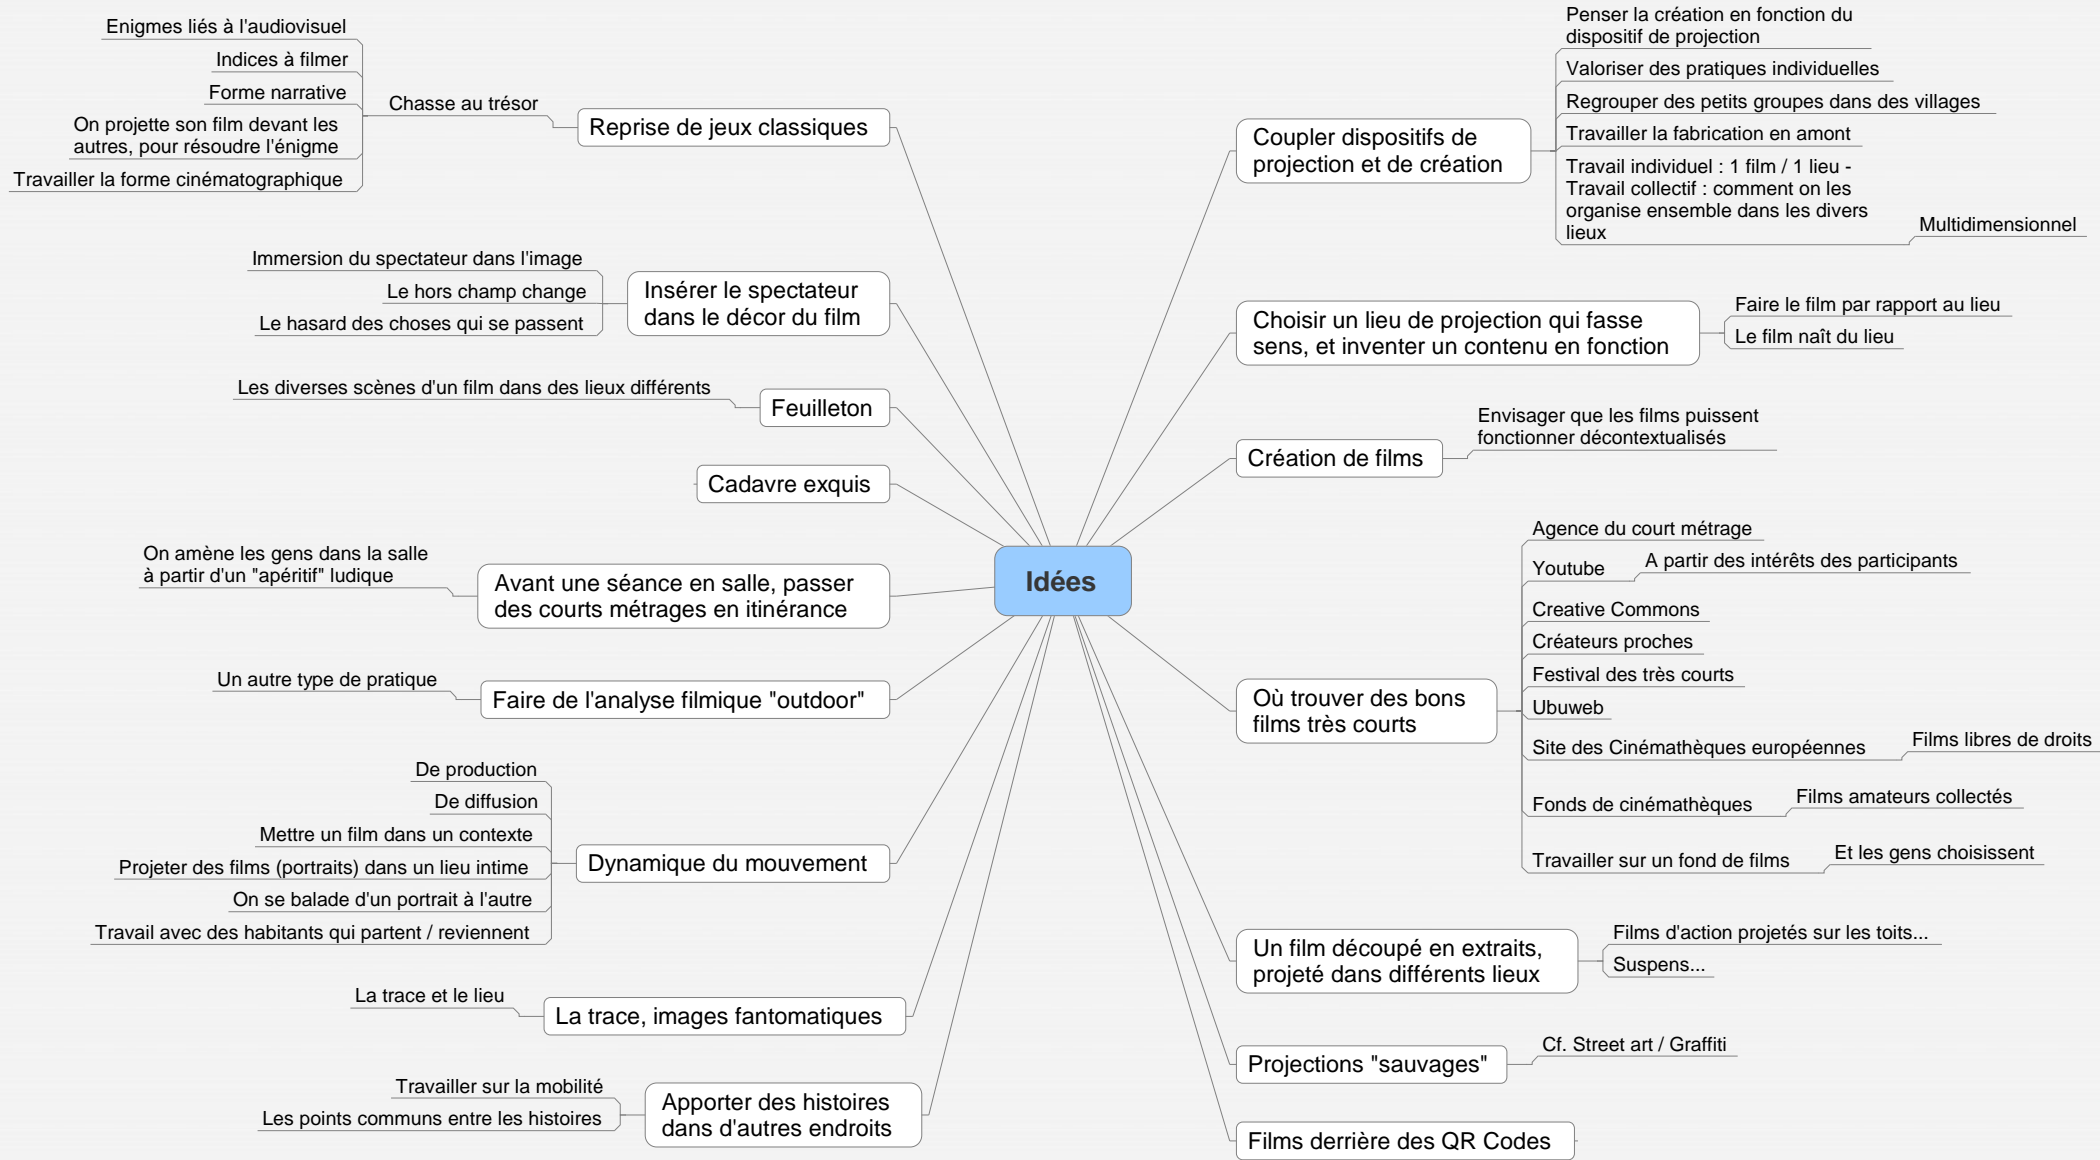 Idées
Coupler dispositifs de
projection et de création
Penser la création en fonction du
dispositif de projection
Valoriser des pratiques individuelles
Regrouper des petits groupes dans des villages
Travailler la fabrication en amont
Travail individuel : 1 film / 1 lieu -
Travail collectif : comment on les
organise ensemble dans les divers
lieux
Multidimensionnel
Choisir un lieu de projection qui fasse
sens, et inventer un contenu en fonction
Faire le film par rapport au lieu
Le film naît du lieu
Création de films
Envisager que les films puissent
fonctionner décontextualisés
Où trouver des bons
films très courts
Agence du court métrage
Youtube
A partir des intérêts des participants
Creative Commons
Créateurs proches
Festival des très courts
Ubuweb
Site des Cinémathèques européennes
Films libres de droits
Fonds de cinémathèques
Films amateurs collectés
Travailler sur un fond de films
Et les gens choisissent
Un film découpé en extraits,
projeté dans différents lieux
Films d'action projetés sur les toits...
Suspens...
Projections "sauvages"
Cf. Street art / Graffiti
Films derrière des QR Codes
Reprise de jeux classiques
Chasse au trésor
Enigmes liés à l'audiovisuel
Indices à filmer
Forme narrative
On projette son film devant les
autres, pour résoudre l'énigme
Travailler la forme cinématographique
Insérer le spectateur
dans le décor du film
Immersion du spectateur dans l'image
Le hors champ change
Le hasard des choses qui se passent
Feuilleton
Les diverses scènes d'un film dans des lieux différents
Cadavre exquis
Avant une séance en salle, passer
des courts métrages en itinérance
On amène les gens dans la salle
à partir d'un "apéritif" ludique
Faire de l'analyse filmique "outdoor"
Un autre type de pratique
Dynamique du mouvement
De production
De diffusion
Mettre un film dans un contexte
Projeter des films (portraits) dans un lieu intime
On se balade d'un portrait à l'autre
Travail avec des habitants qui partent / reviennent
La trace, images fantomatiques
La trace et le lieu
Apporter des histoires
dans d'autres endroits
Travailler sur la mobilité
Les points communs entre les histoires